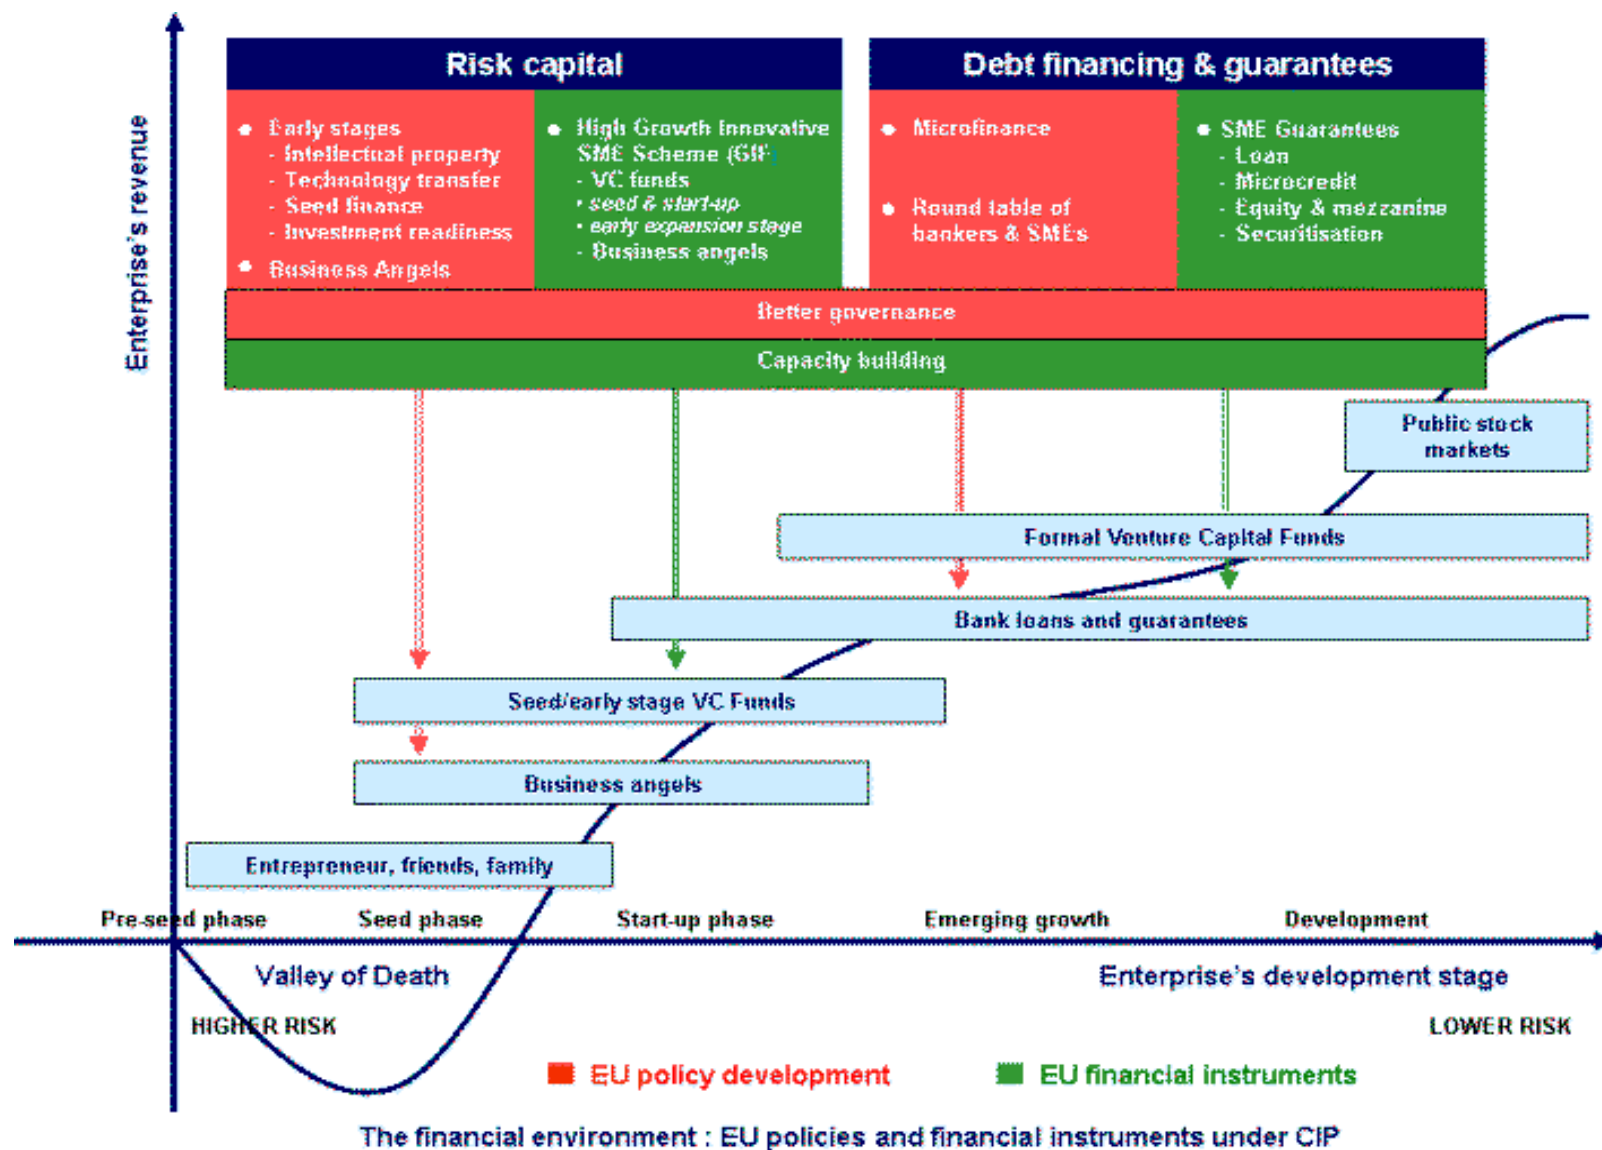 Enterprise's revenue
Risk capital
• Early stages
- Intellectual property
- Technology transfer
- Seed finance
- Investment readiness
• Business Angels
• High Growth Innovative
SME Scheme (GIF)
- VC funds
• seed & start-up
• early expansion stage
- Business angels
Debt financing & guarantees
• Microfinance
• Round table of
bankers & SMEs
• SME Guarantees
- Loan
- Microcredit
- Equity & mezzanine
- Securitisation
Better governance
Capacity building
Public stock
markets
Formal Venture Capital Funds
Bank loans and guarantees
Seed/early stage VC Funds
Business angels
Entrepreneur, friends, family
Pre-seed phase
Seed phase
Start-up phase
Emerging growth
Development
Valley of Death
Enterprise's development stage
HIGHER RISK
LOWER RISK
EU policy development
EU financial instruments
The financial environment : EU policies and financial instruments under CIP